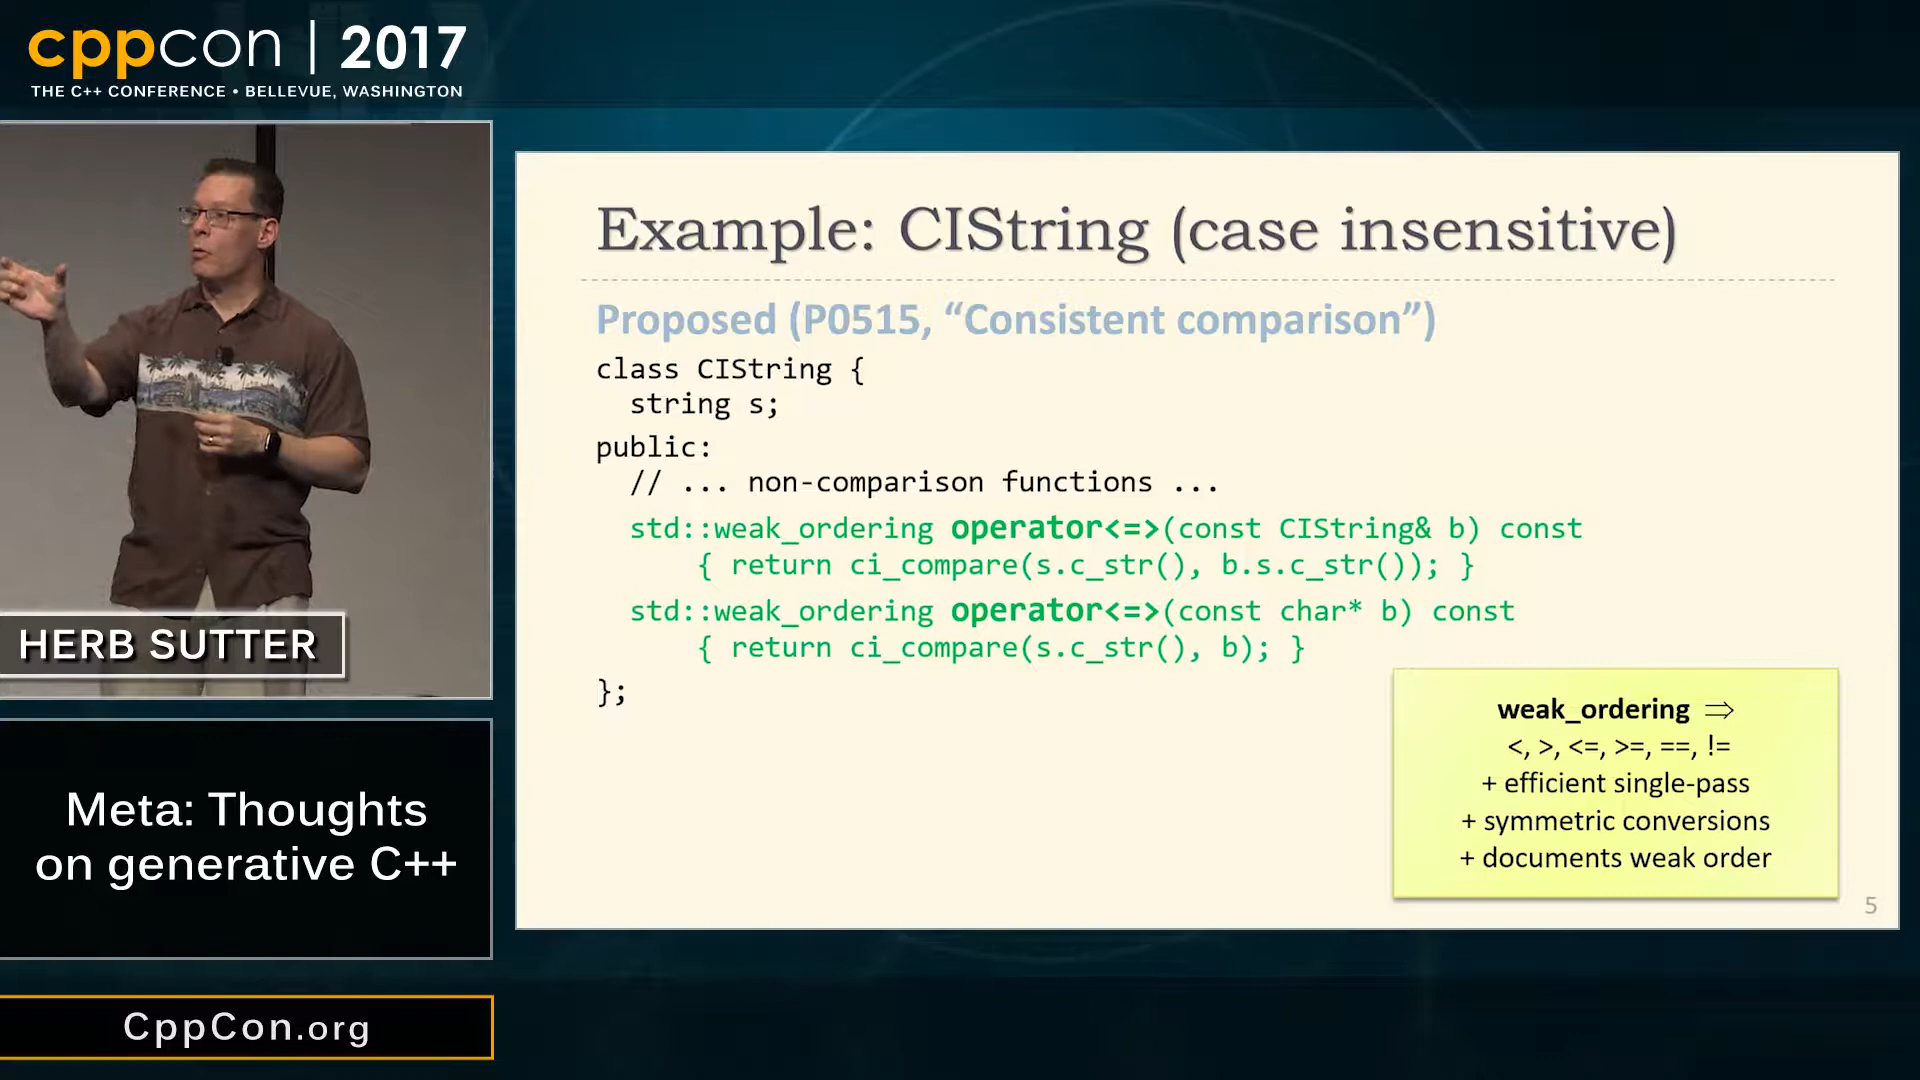 cppcon | 2017
THE C++ CONFERENCE • BELLEVUE, WASHINGTON
HERB SUTTER
Meta: Thoughts
on generative C++
CppCon.org
Example: CIString (case insensitive)
Proposed (P0515, “Consistent comparison”)
class CIString {
  string s;
public:
  // ... non-comparison functions ...
  std::weak_ordering operator<=>(const CIString& b) const
      { return ci_compare(s.c_str(), b.s.c_str()); }
  std::weak_ordering operator<=>(const char* b) const
      { return ci_compare(s.c_str(), b); }
};
weak_ordering ⇒
<, >, <=, >=, ==, !=
+ efficient single-pass
+ symmetric conversions
+ documents weak order
5